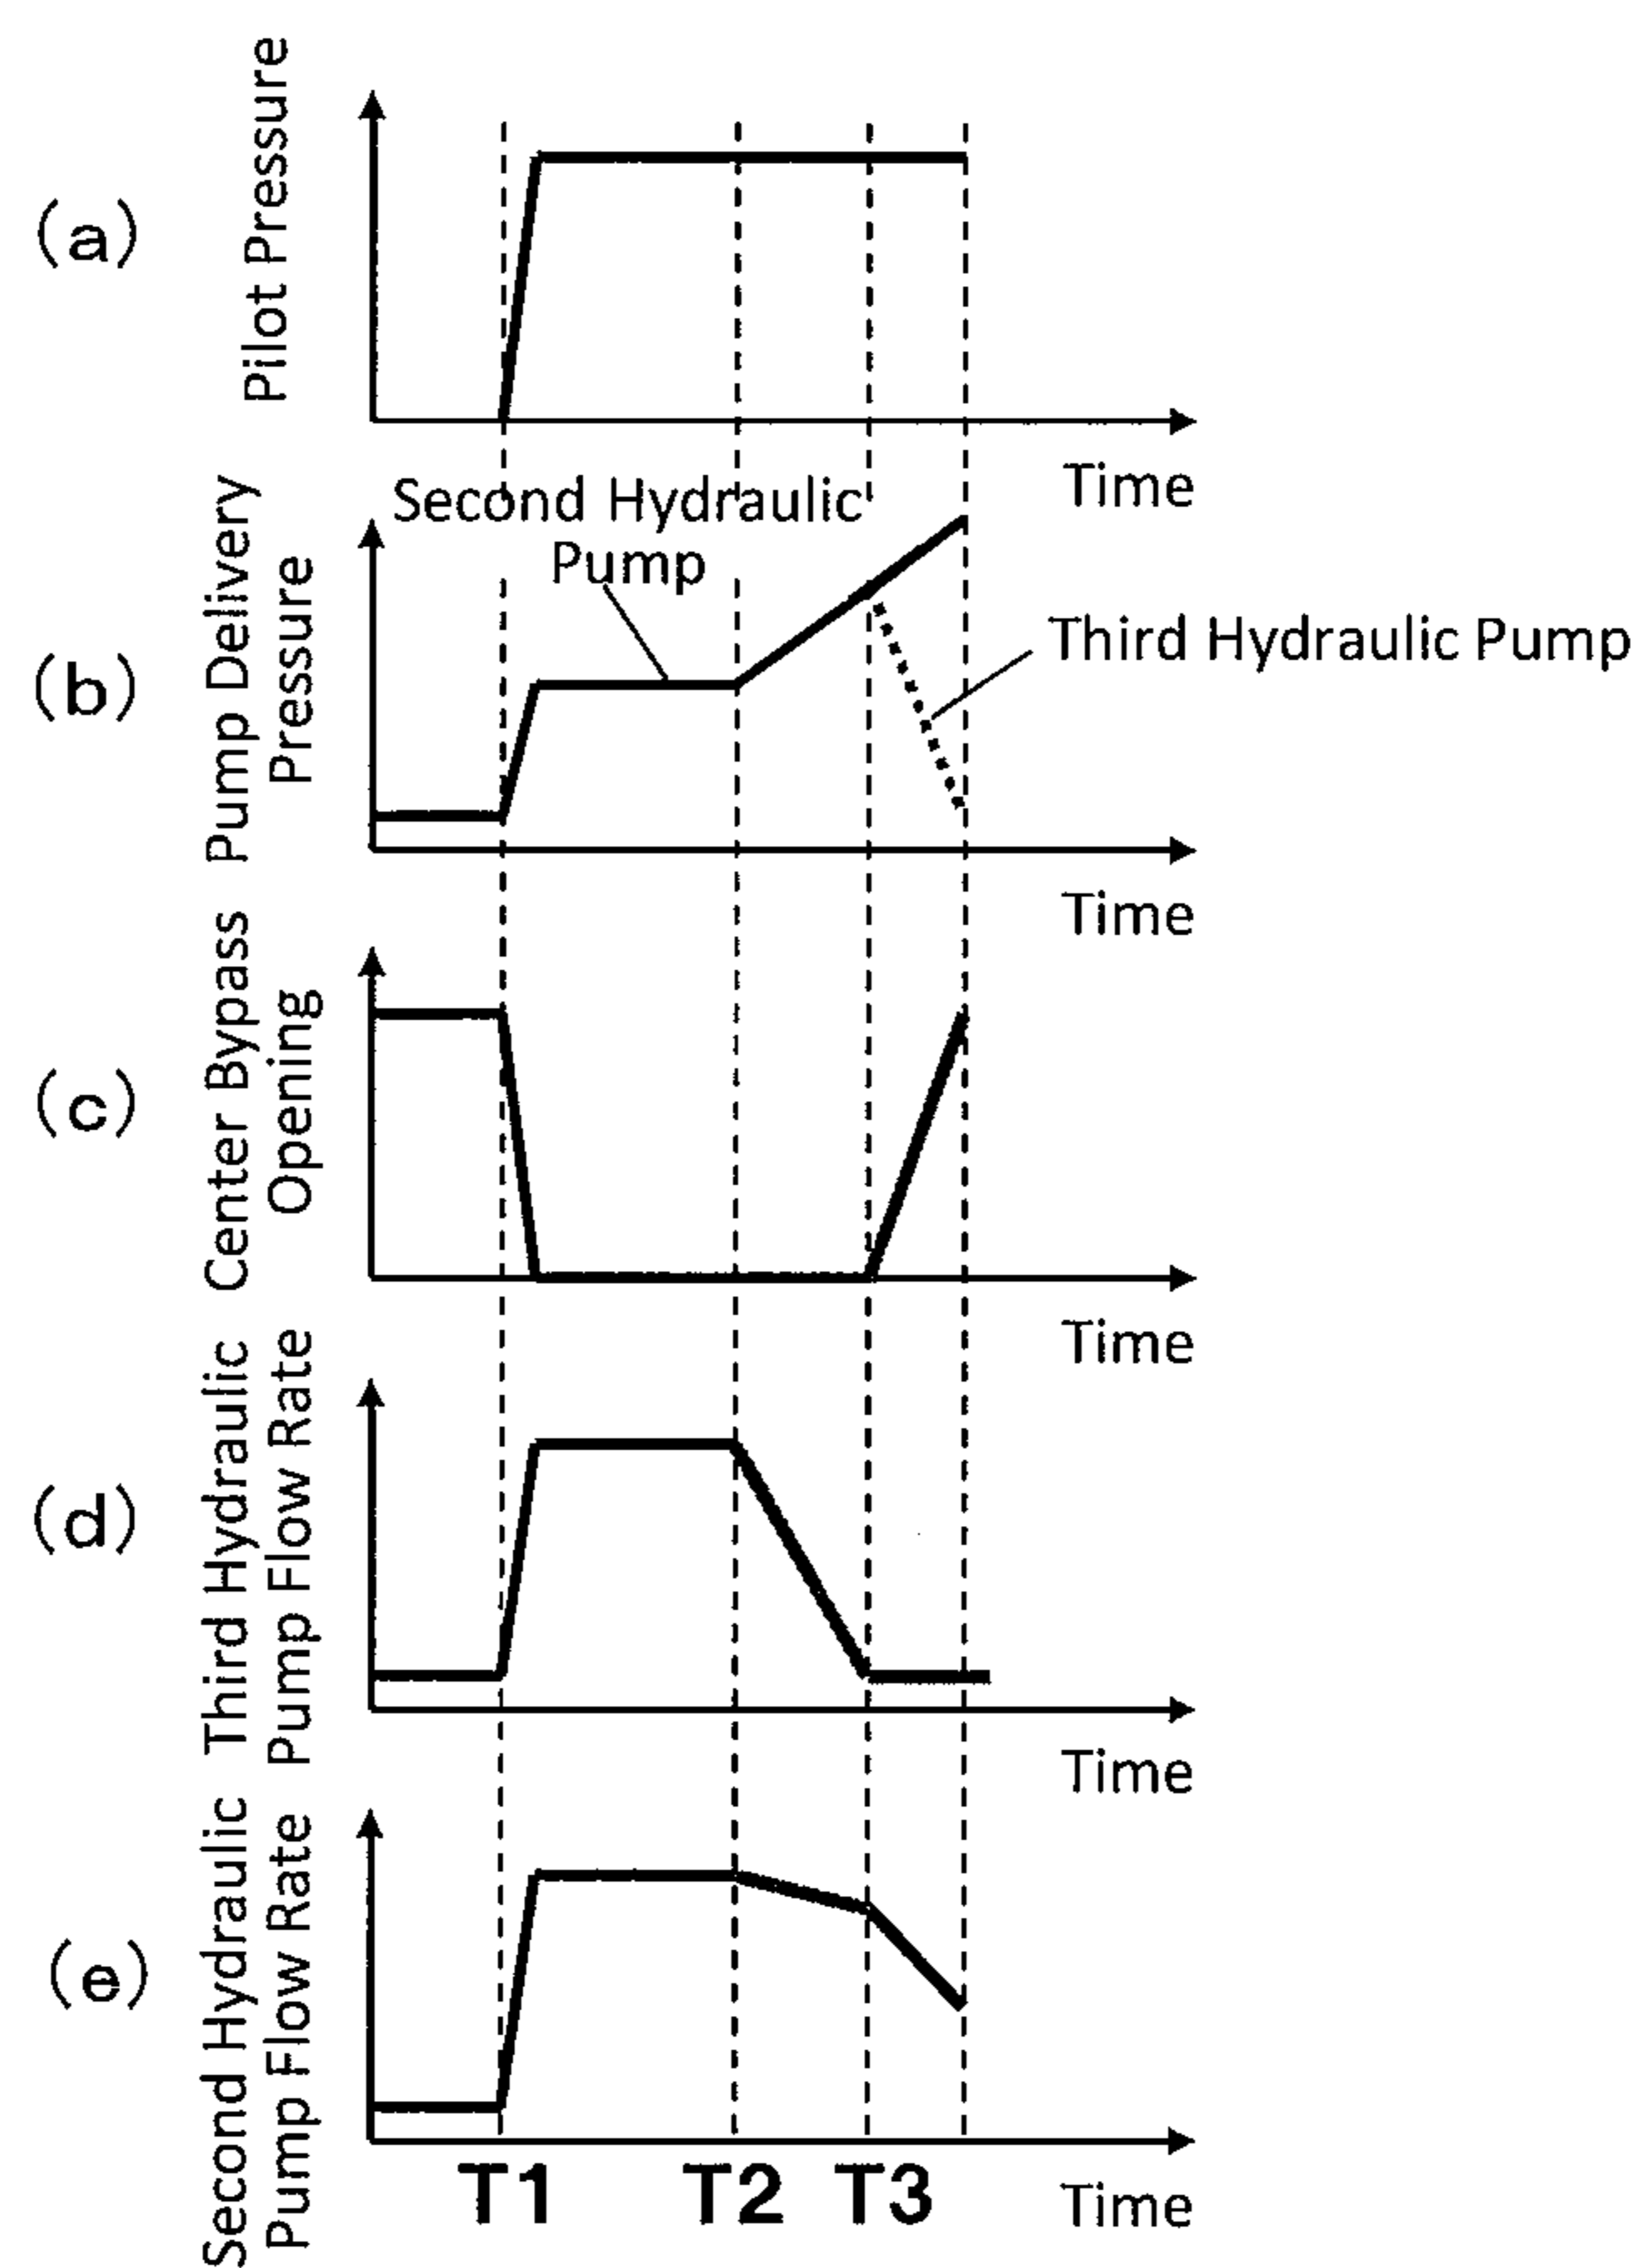 (a)
Pilot Pressure
Time
(b)
Pump Delivery
Pressure
Second Hydraulic
Pump
Third Hydraulic Pump
Time
(c)
Center Bypass
Opening
Time
(d)
Third Hydraulic
Pump Flow Rate
Time
(e)
Second Hydraulic
Pump Flow Rate
T1 T2 T3
Time